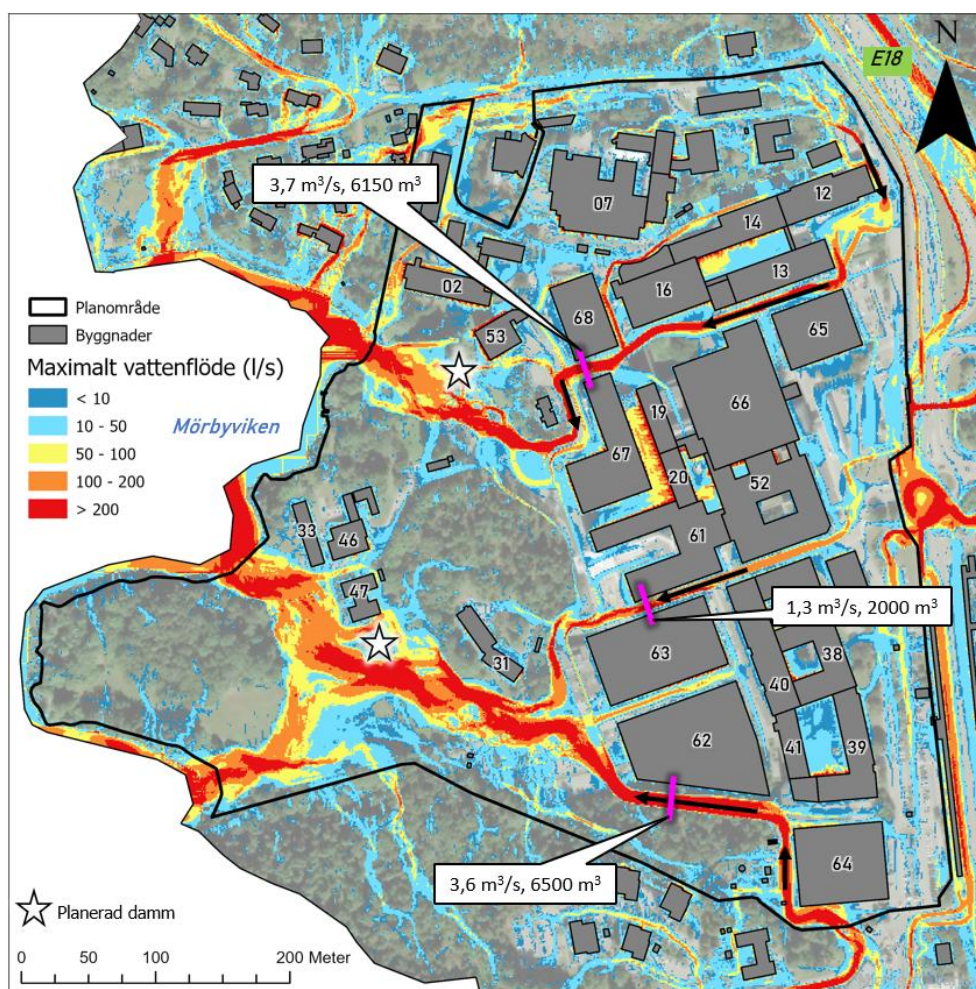 N
E18
3,7 m³/s, 6150 m³
12
14
07
13
02
16
68
65
53
Planområde
Byggnader
Maximalt vattenflöde (l/s)
< 10
10 - 50
50 - 100
100 - 200
> 200
Mörbyviken
66
19
67
20
52
61
33
46
47
1,3 m³/s, 2000 m³
31
63
38
40
62
41
39
64
3,6 m³/s, 6500 m³
Planerad damm
0
50
100
200 Meter